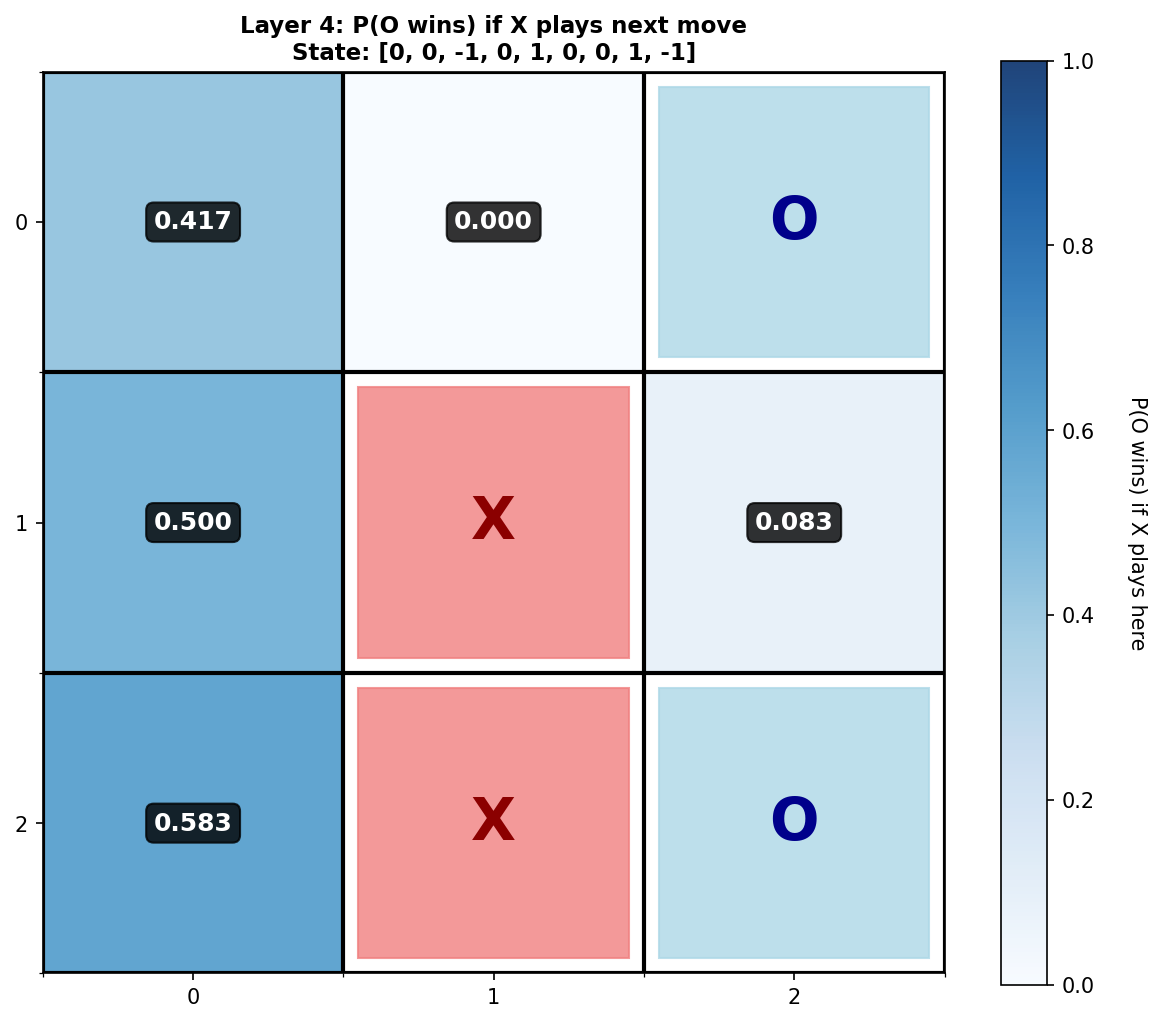 Layer 4: P(O wins) if X plays next move
State: [0, 0, -1, 0, 1, 0, 0, 1, -1]
0
0.417
0.000
O
1
0.500
X
0.083
2
0.583
X
O
0
1
2
1.0
0.8
0.6
0.4
0.2
0.0
P(O wins) if X plays here